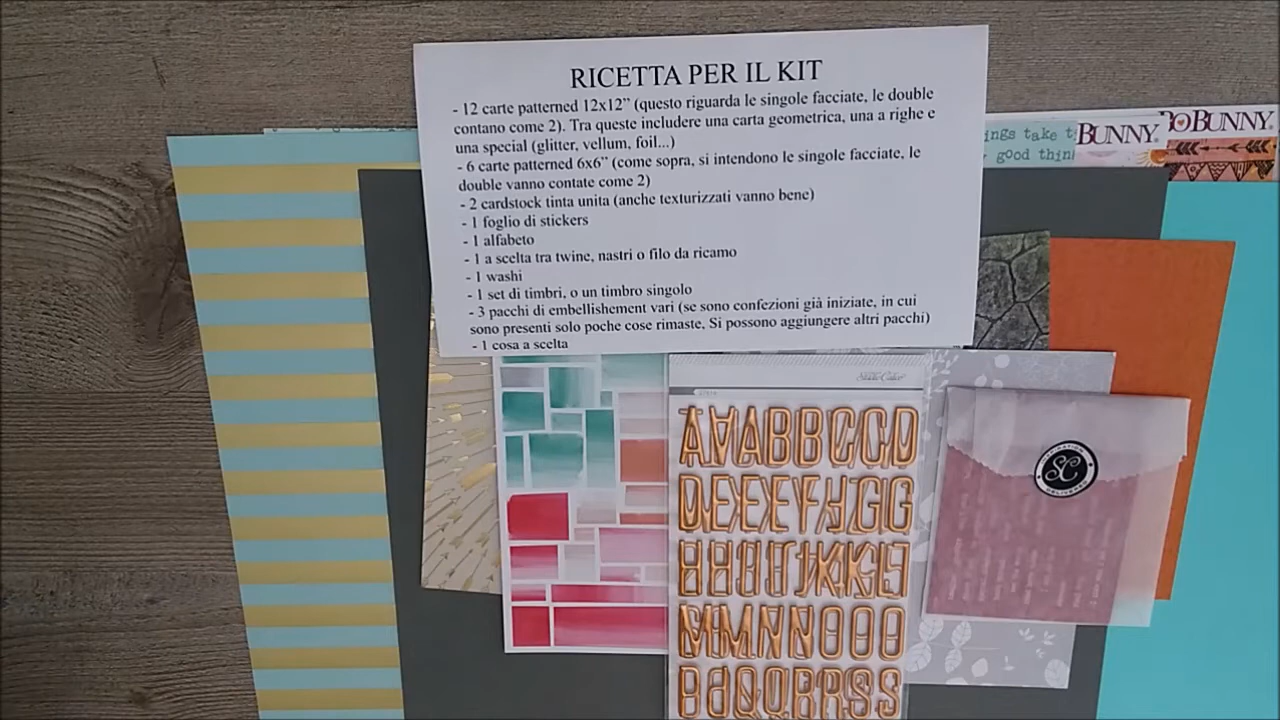 RICETTA PER IL KIT
- 12 carte patterned 12x12” (questo riguarda le singole facciate, le double
contano come 2). Tra queste includere una carta geometrica, una a righe e
una special (glitter, vellum, foil...)
- 6 carte patterned 6x6” (come sopra, si intendono le singole facciate, le
double vanno contate come 2)
- 2 cardstock tinta unita (anche texturizzati vanno bene)
- 1 foglio di stickers
- 1 alfabeto
- 1 a scelta tra twine, nastri o filo da ricamo
- 1 washi
- 1 set di timbri, o un timbro singolo
- 3 pacchi di embellishement vari (se sono confezioni già iniziate, in cui
sono presenti solo poche cose rimaste, Si possono aggiungere altri pacchi)
- 1 cosa a scelta
ings take
good thin
BUNNY
BOBUNNY
SC
DELIVERED